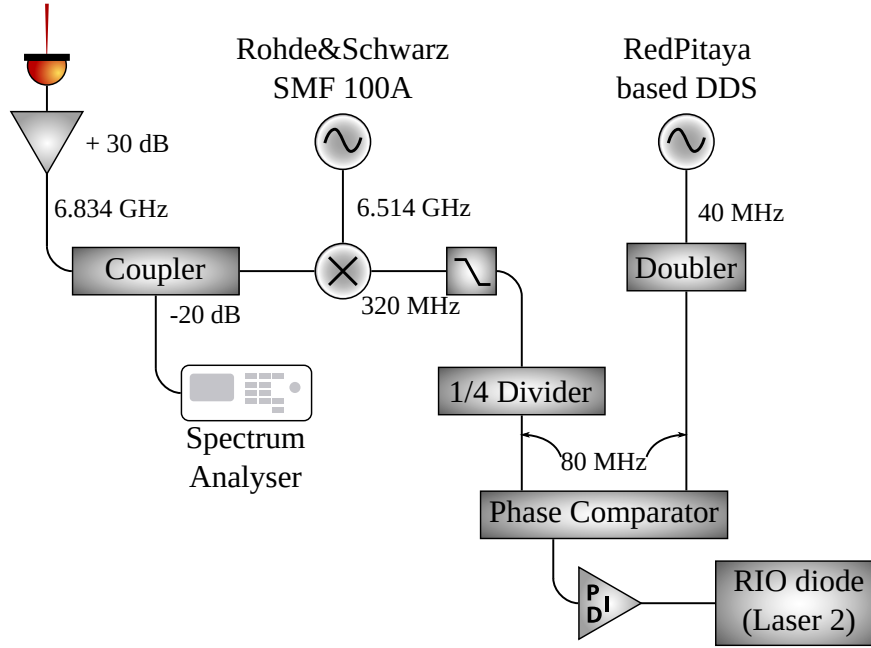 Rohde&Schwarz
SMF 100A
RedPitaya
based DDS
+ 30 dB
6.834 GHz
6.514 GHz
40 MHz
Coupler
Doubler
-20 dB
320 MHz
1/4 Divider
Spectrum
Analyser
80 MHz
Phase Comparator
P I
D
RIO diode
(Laser 2)